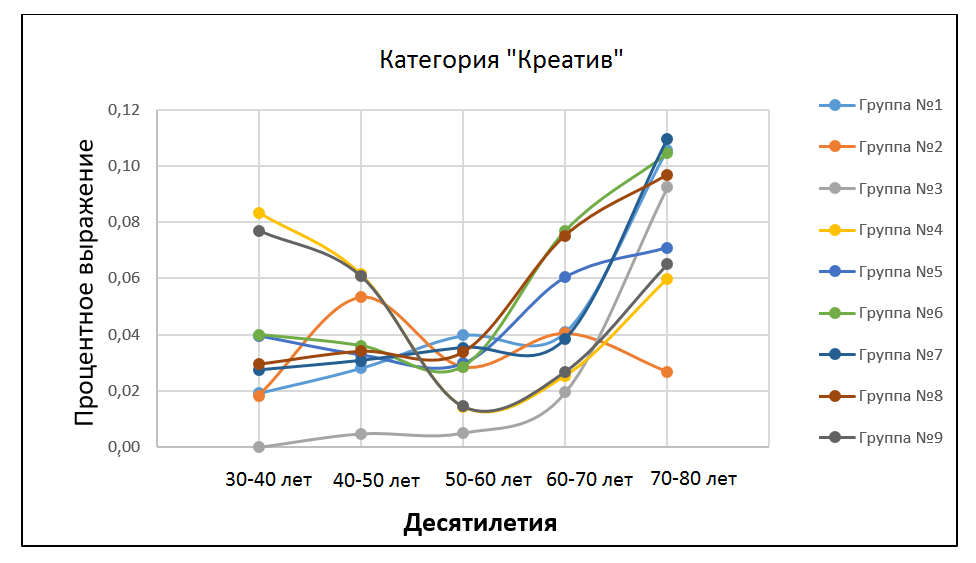 Категория "Креатив"
Процентное выражение
0,12
0,10
0,08
0,06
0,04
0,02
0,00
30-40 лет
40-50 лет
50-60 лет
60-70 лет
70-80 лет
Десятилетия
Группа №1
Группа №2
Группа №3
Группа №4
Группа №5
Группа №6
Группа №7
Группа №8
Группа №9